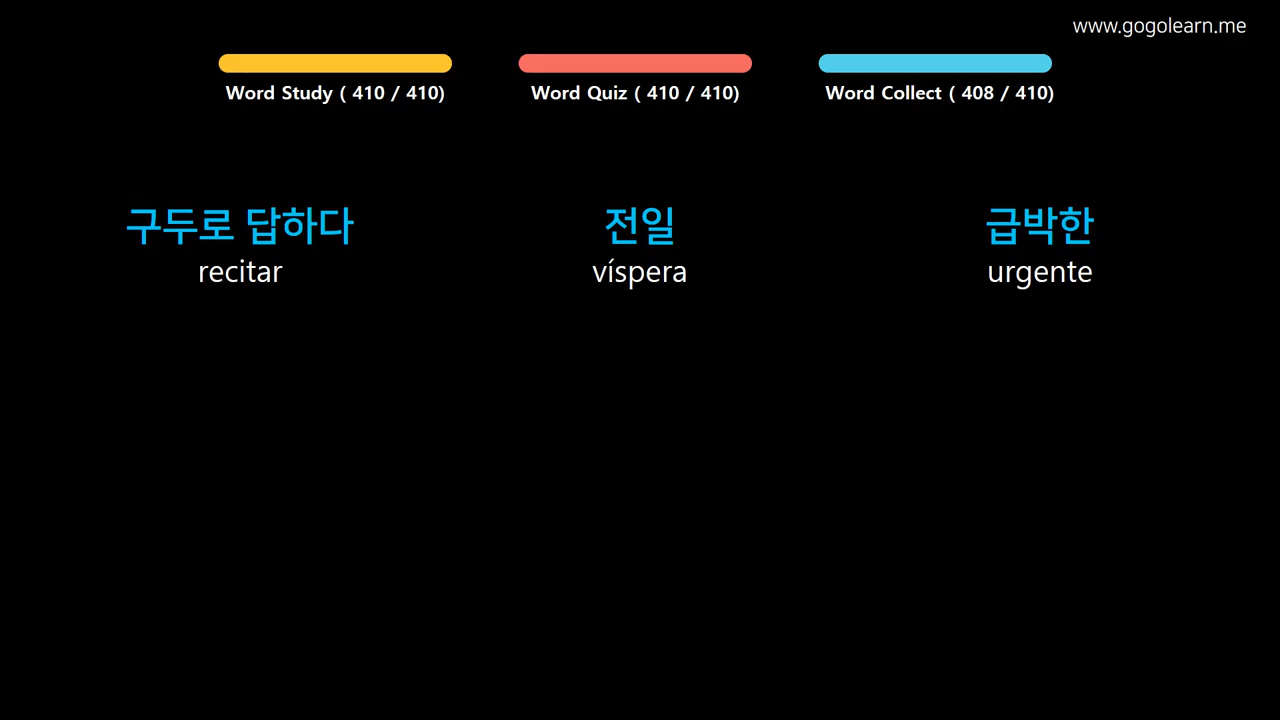 www.gogolearn.me
Word Study ( 410 / 410)
Word Quiz ( 410 / 410)
Word Collect ( 408 / 410)
구두로 답하다
recitar
전일
víspera
급박한
urgente